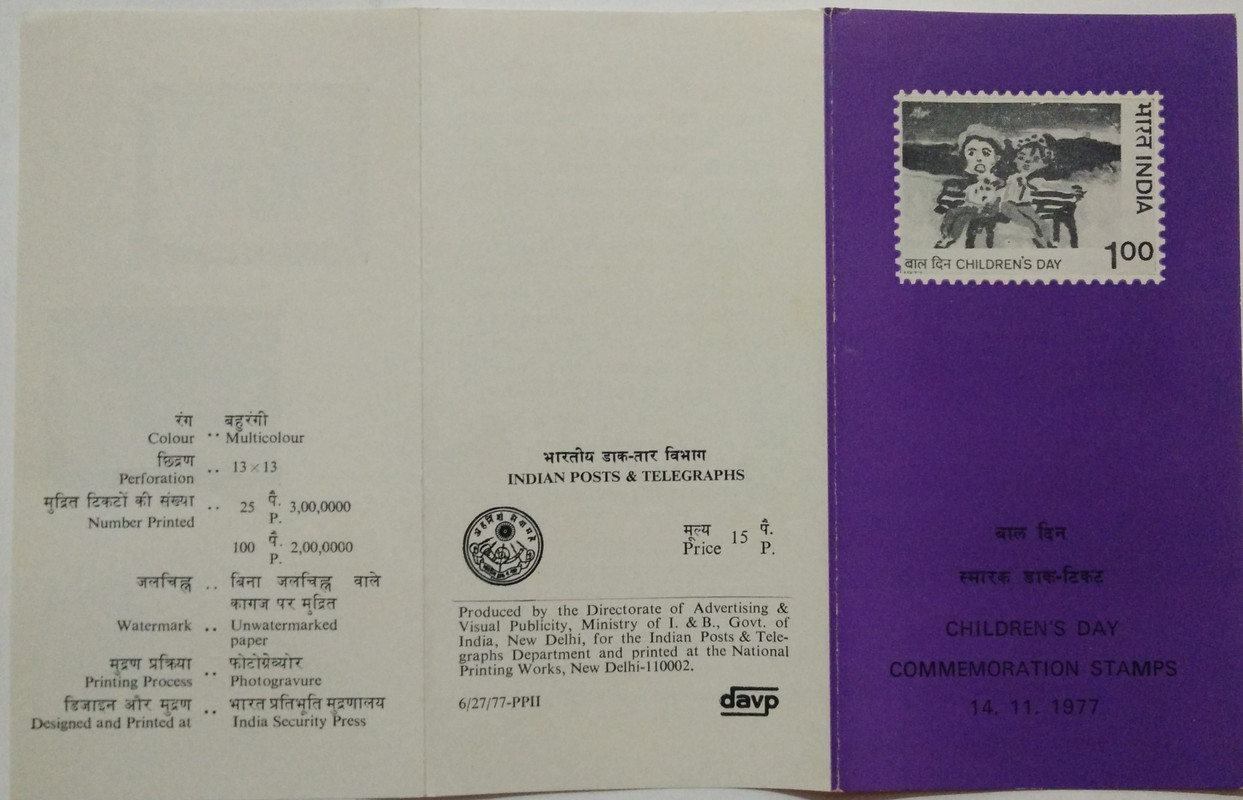 रंग बहुरंगी
Colour .. Multicolour
छिद्रण
Perforation .. 13 × 13
मुद्रित टिकटों की संख्या .. 25 पै. 3,00,0000
Number Printed P.
100 पै. 2,00,0000
P.
जलचिह्न .. बिना जलचिह्न वाले
कागज पर मुद्रित
Watermark .. Unwatermarked
paper
मुद्रण प्रक्रिया .. फोटोग्रेव्योर
Printing Process Photogravure
डिजाइन और मुद्रण .. भारत प्रतिभूति मुद्रणालय
Designed and Printed at India Security Press
भारतीय डाक-तार विभाग
INDIAN POSTS & TELEGRAPHS
मूल्य 15 पै.
Price P.
Produced by the Directorate of Advertising &
Visual Publicity, Ministry of I. & B., Govt. of
India, New Delhi, for the Indian Posts & Tele-
graphs Department and printed at the National
Printing Works, New Delhi-110002.
6/27/77-PPII
davp
भारत INDIA
बाल दिन CHILDREN'S DAY
100
बाल दिन
स्मारक डाक-टिकट
CHILDREN'S DAY
COMMEMORATION STAMPS
14. 11. 1977